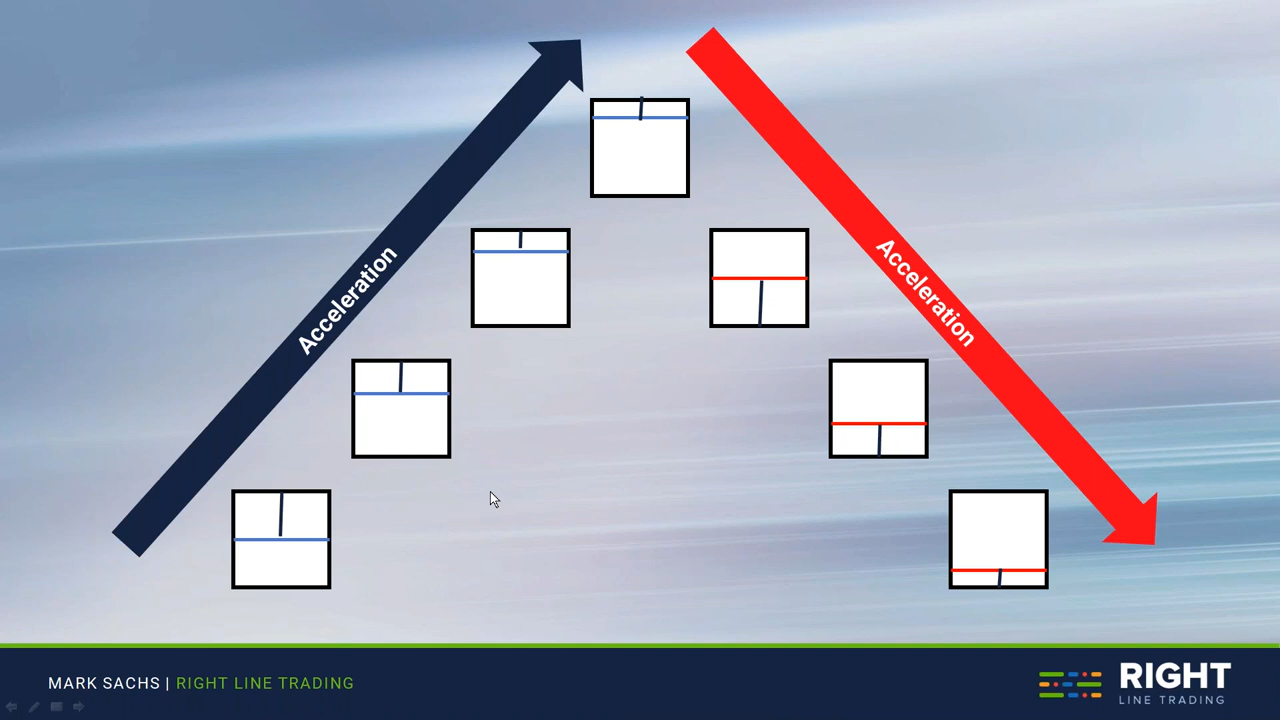 Acceleration
Acceleration
MARK SACHS | RIGHT LINE TRADING
RIGHT
LINE TRADING